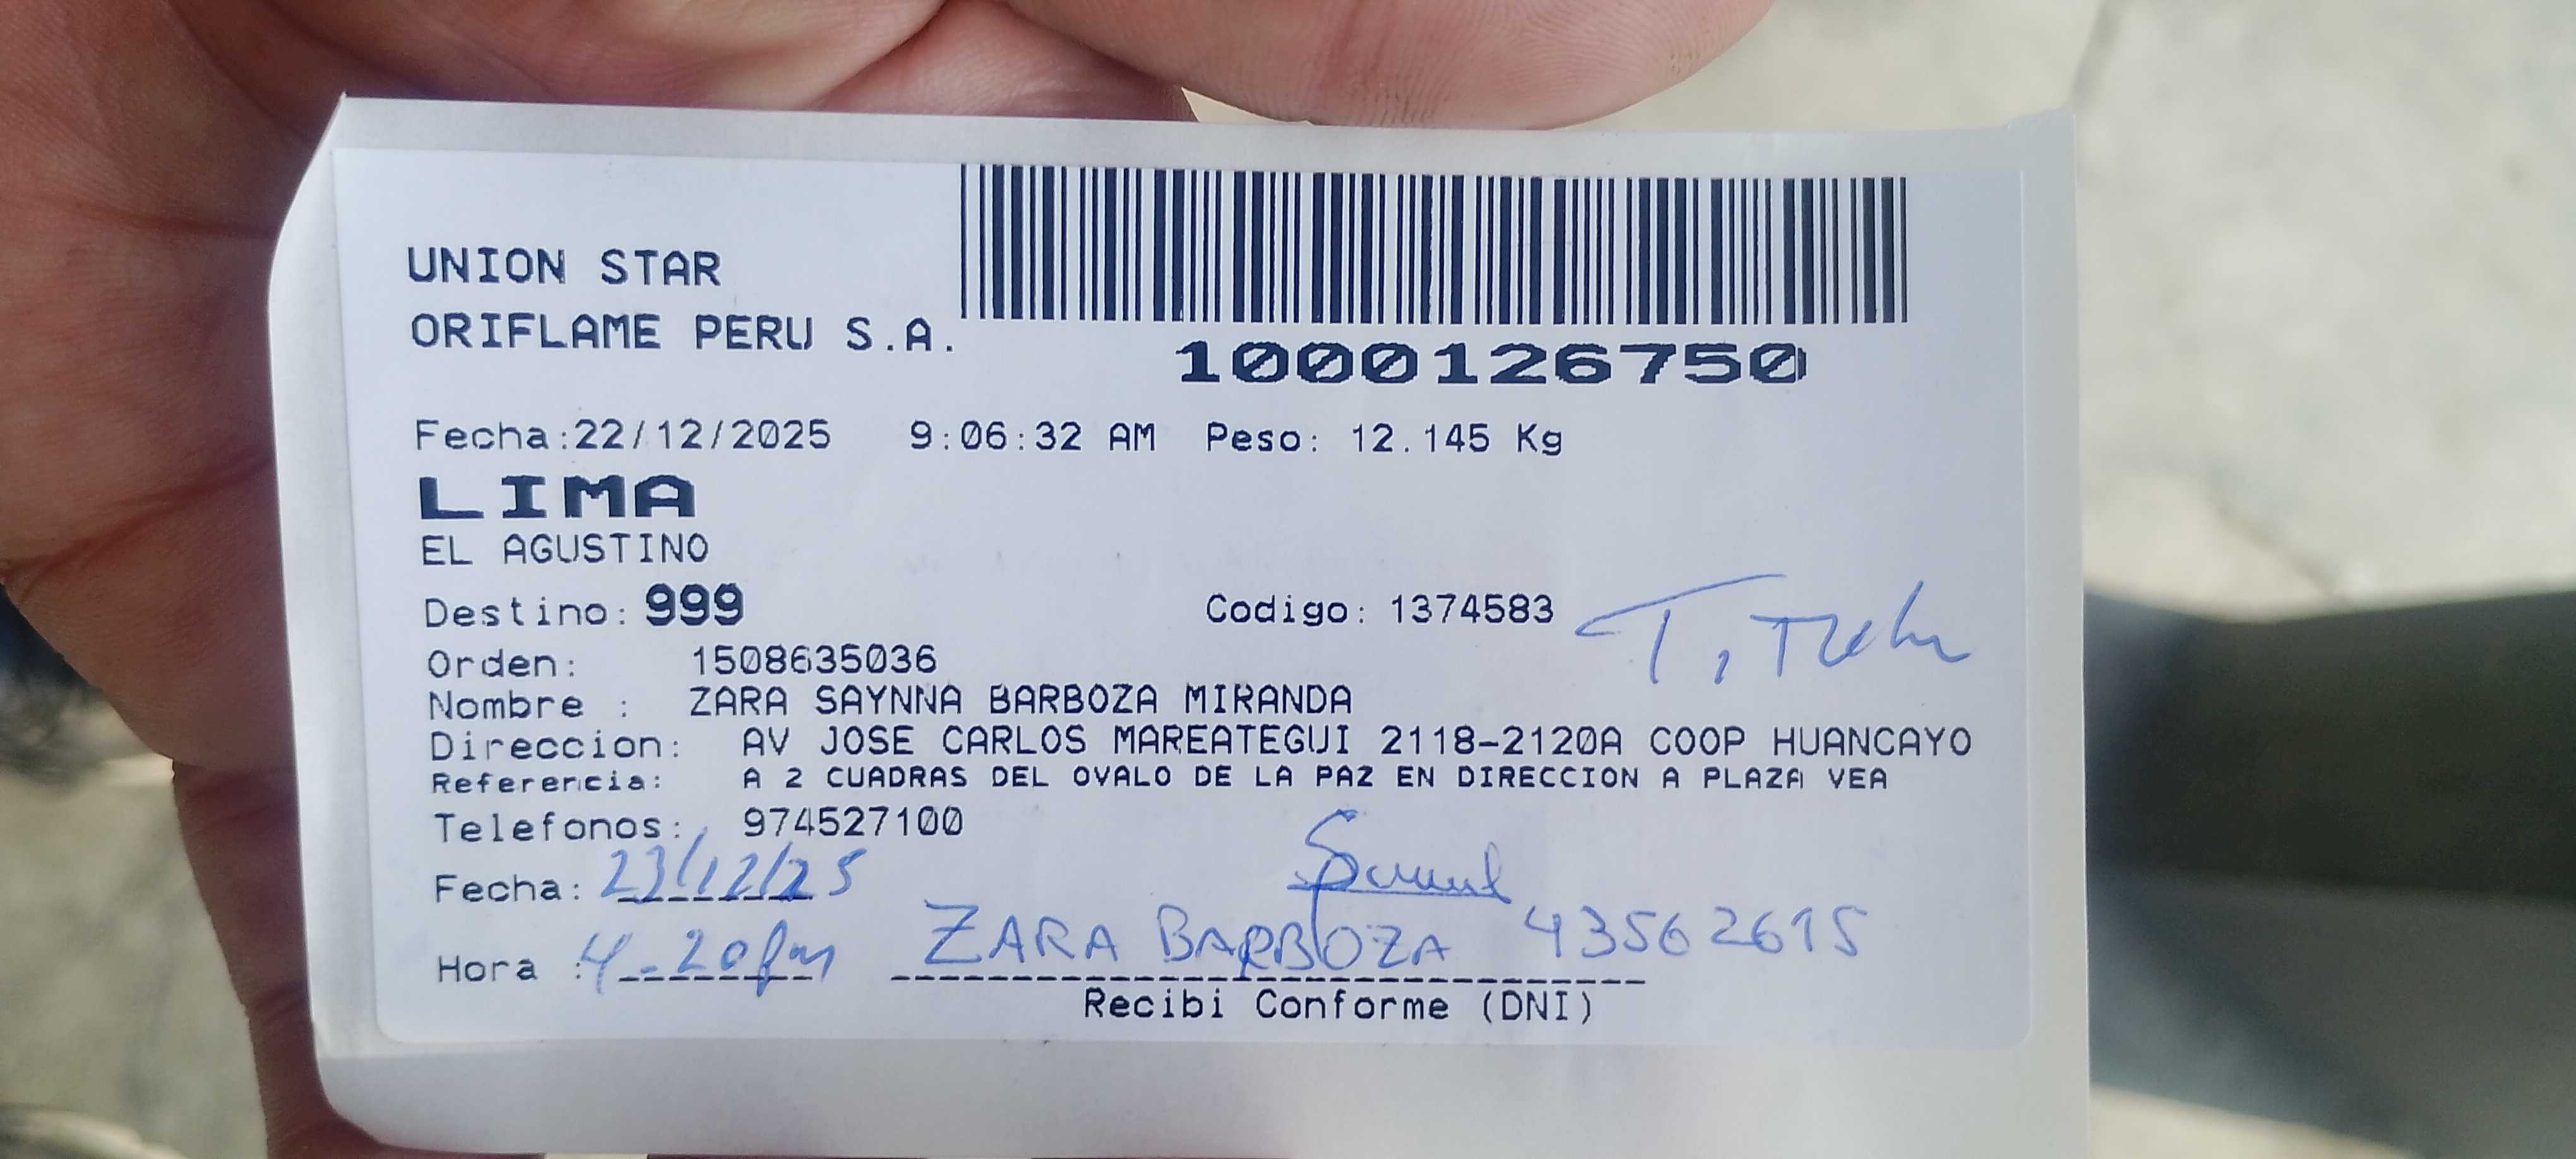 UNION STAR
ORIFLAME PERU S.A.
1000126750
Fecha:22/12/2025 9:06:32 AM Peso: 12.145 Kg
LIMA
EL AGUSTINO
Destino: 999 Codigo: 1374583
Orden: 1508635036
Nombre : ZARA SAYNNA BARBOZA MIRANDA
Direccion: AV JOSE CARLOS MAREATEGUI 2118-2120A COOP HUANCAYO
Referencia: A 2 CUADRAS DEL OVALO DE LA PAZ EN DIRECCION A PLAZA VEA
Telefonos: 974527100
Fecha: 23/12/25
Hora : 4-20pm ZARA BARBOZA 43562615
Recibi Conforme (DNI)